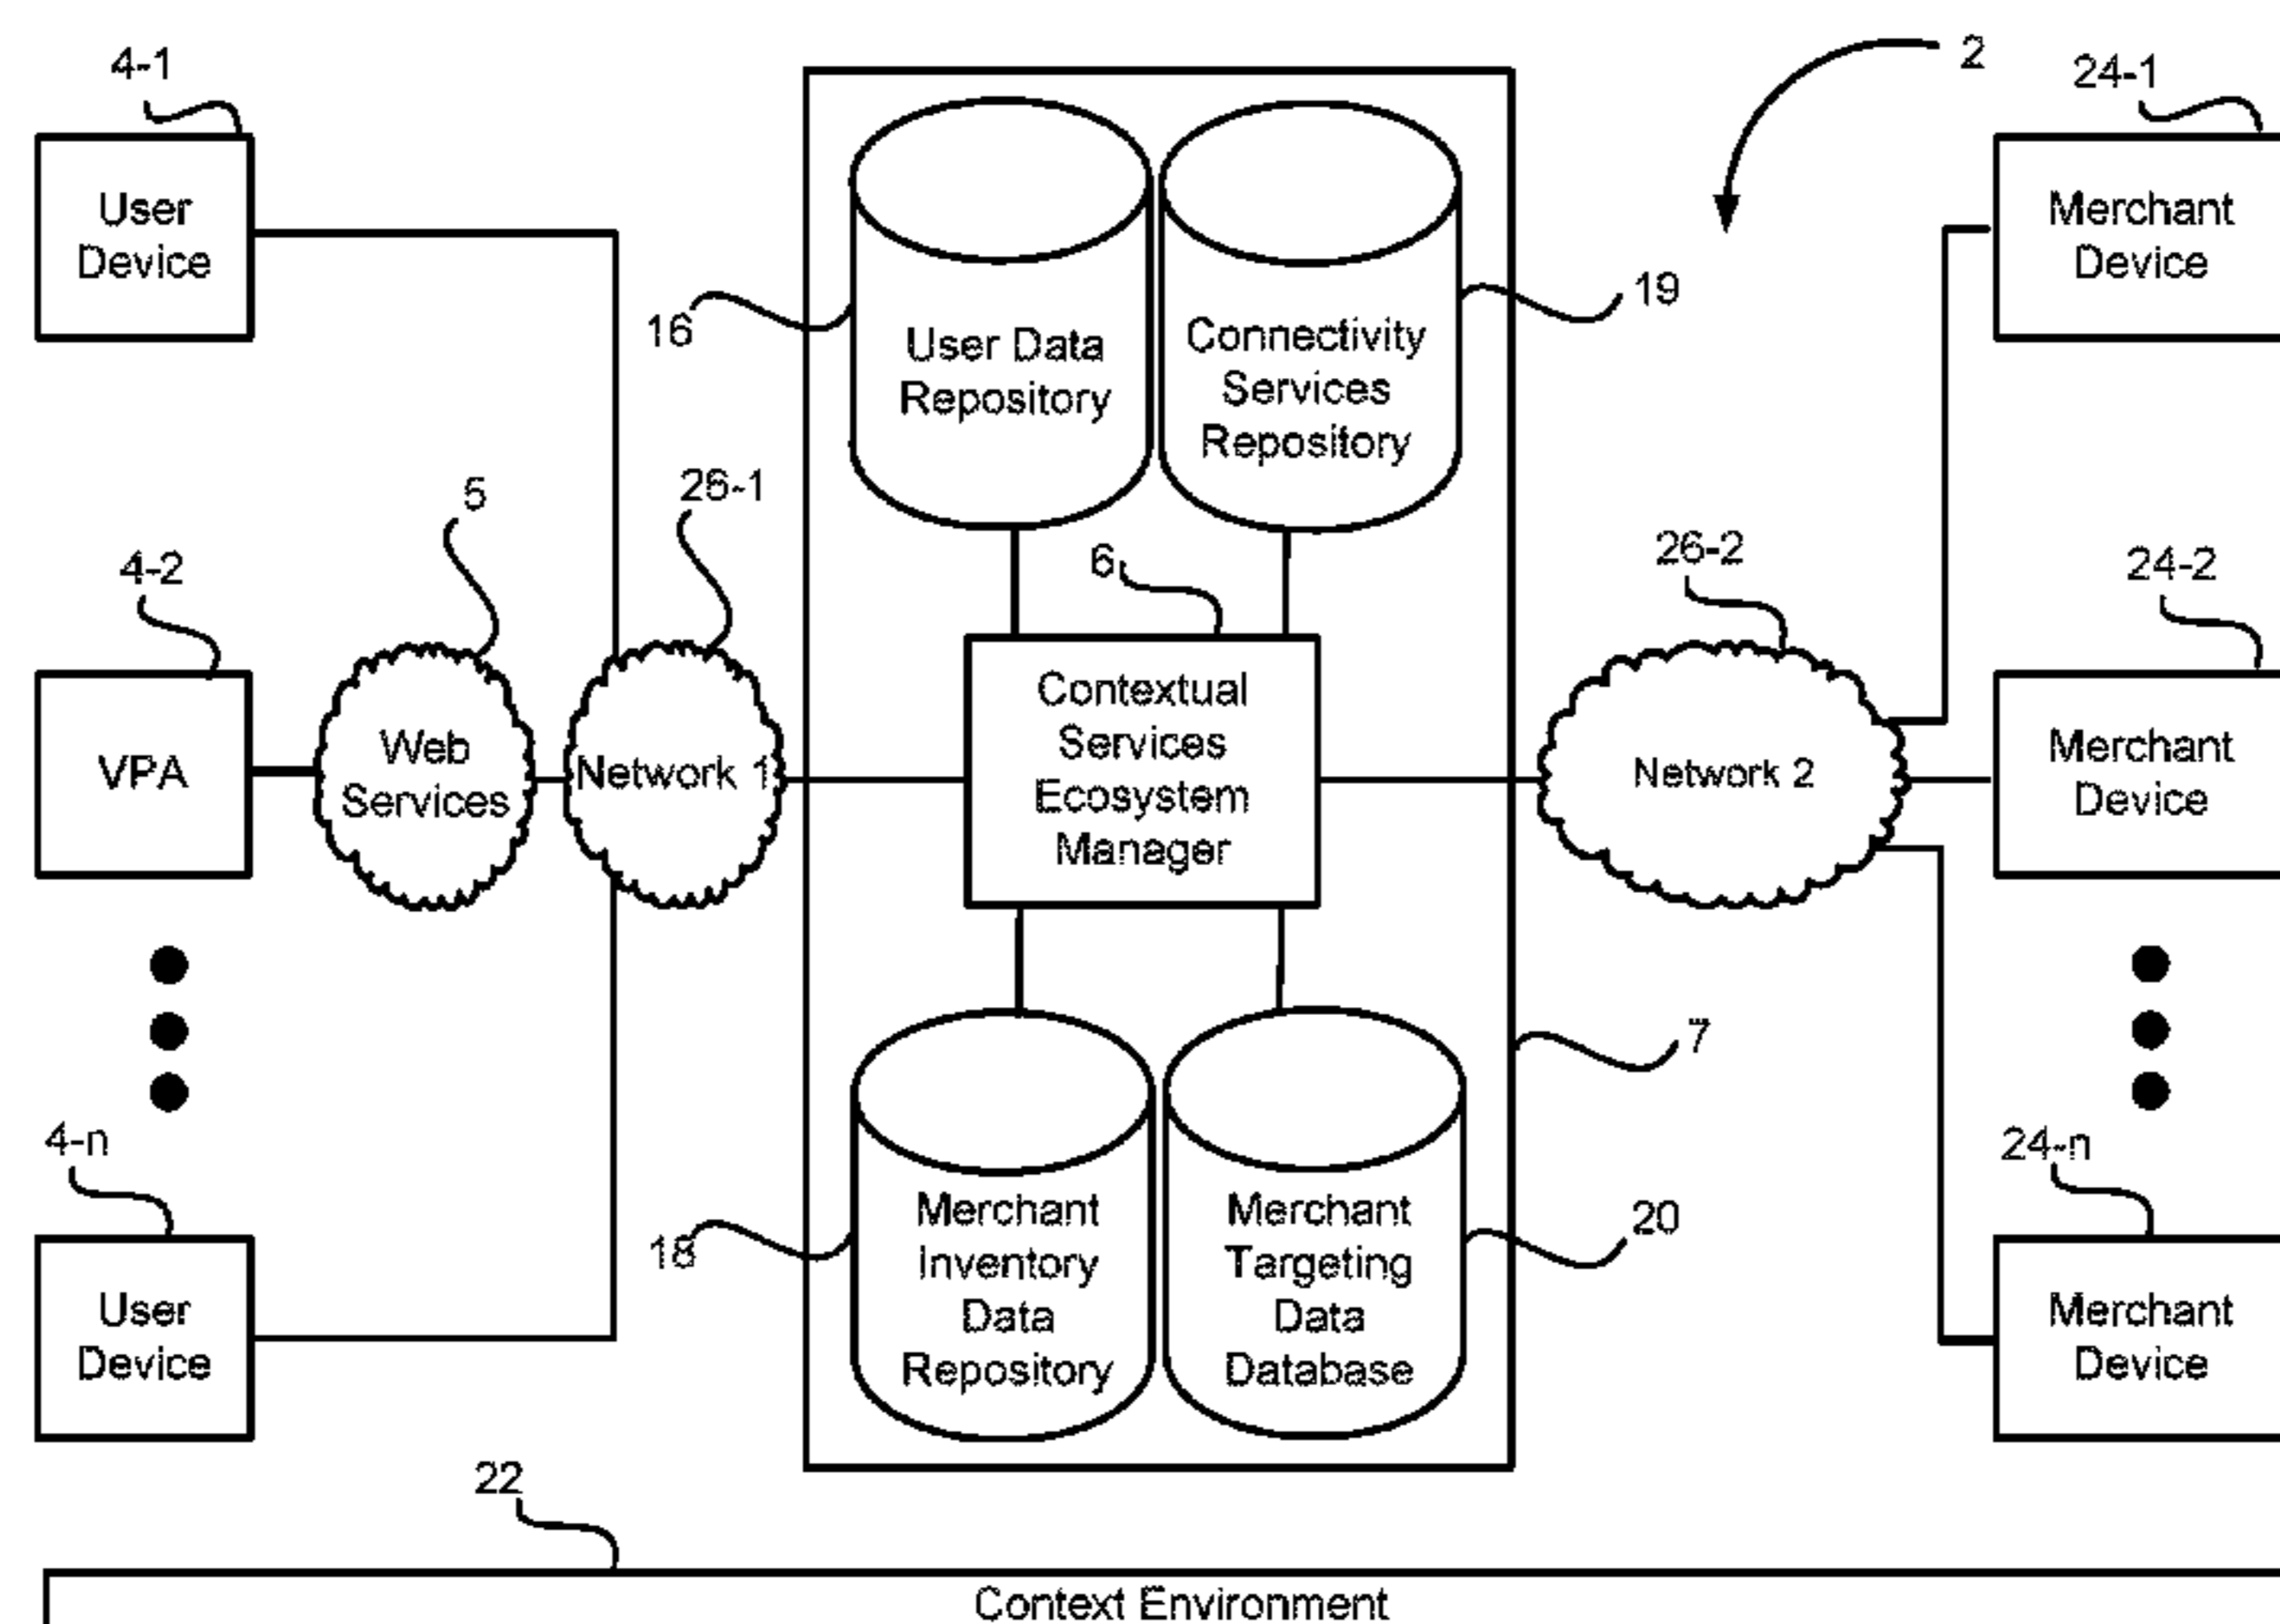 4-1
2
24-1
User
Device
Merchant
Device
16
User Data
Repository
Connectivity
Services
Repository
19
5
26-1
4-2
6
26-2
24-2
VPA
Web
Services
Network 1
Contextual
Services
Ecosystem
Manager
Network 2
Merchant
Device
7
4-n
24-n
User
Device
18
Merchant
Inventory
Data
Repository
Merchant
Targeting
Data
Database
20
Merchant
Device
22
Context Environment